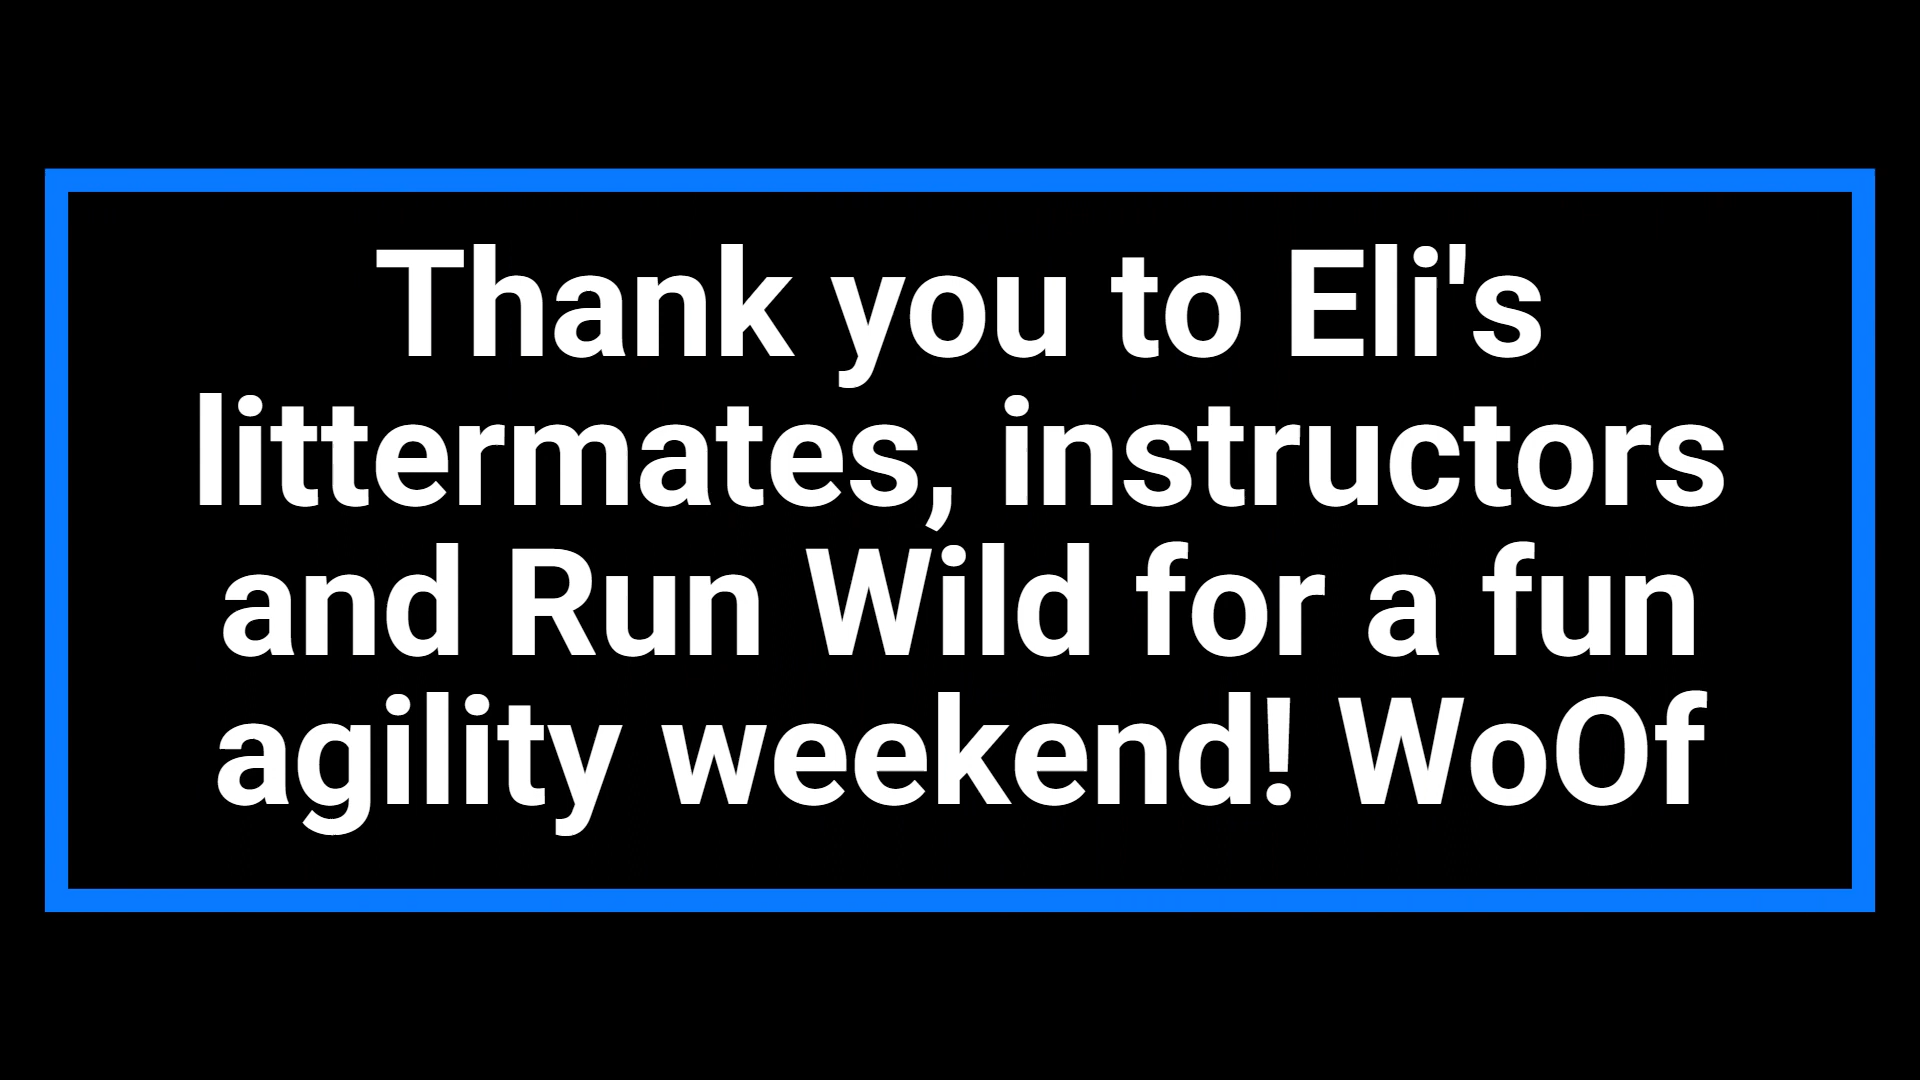 Thank you to Eli's
littermates, instructors
and Run Wild for a fun
agility weekend! WoOf